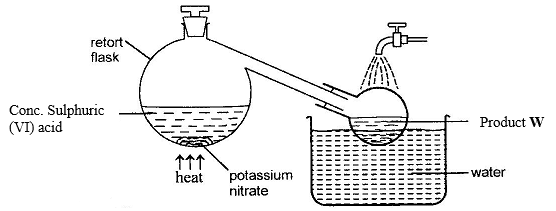 retort
flask
Conc. Sulphuric
(VI) acid
heat
potassium
nitrate
Product W
water